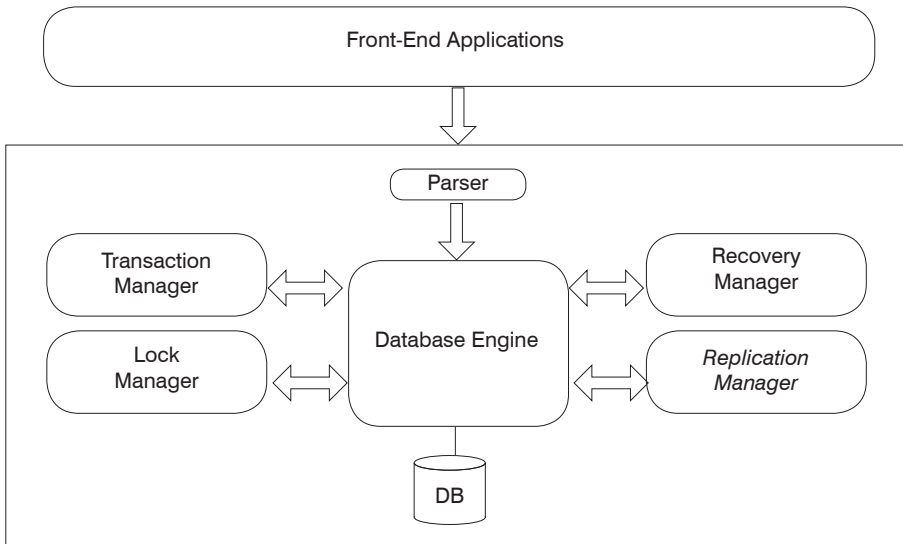 Front-End Applications
Parser
Transaction
Manager
Recovery
Manager
Database Engine
Lock
Manager
Replication
Manager
DB